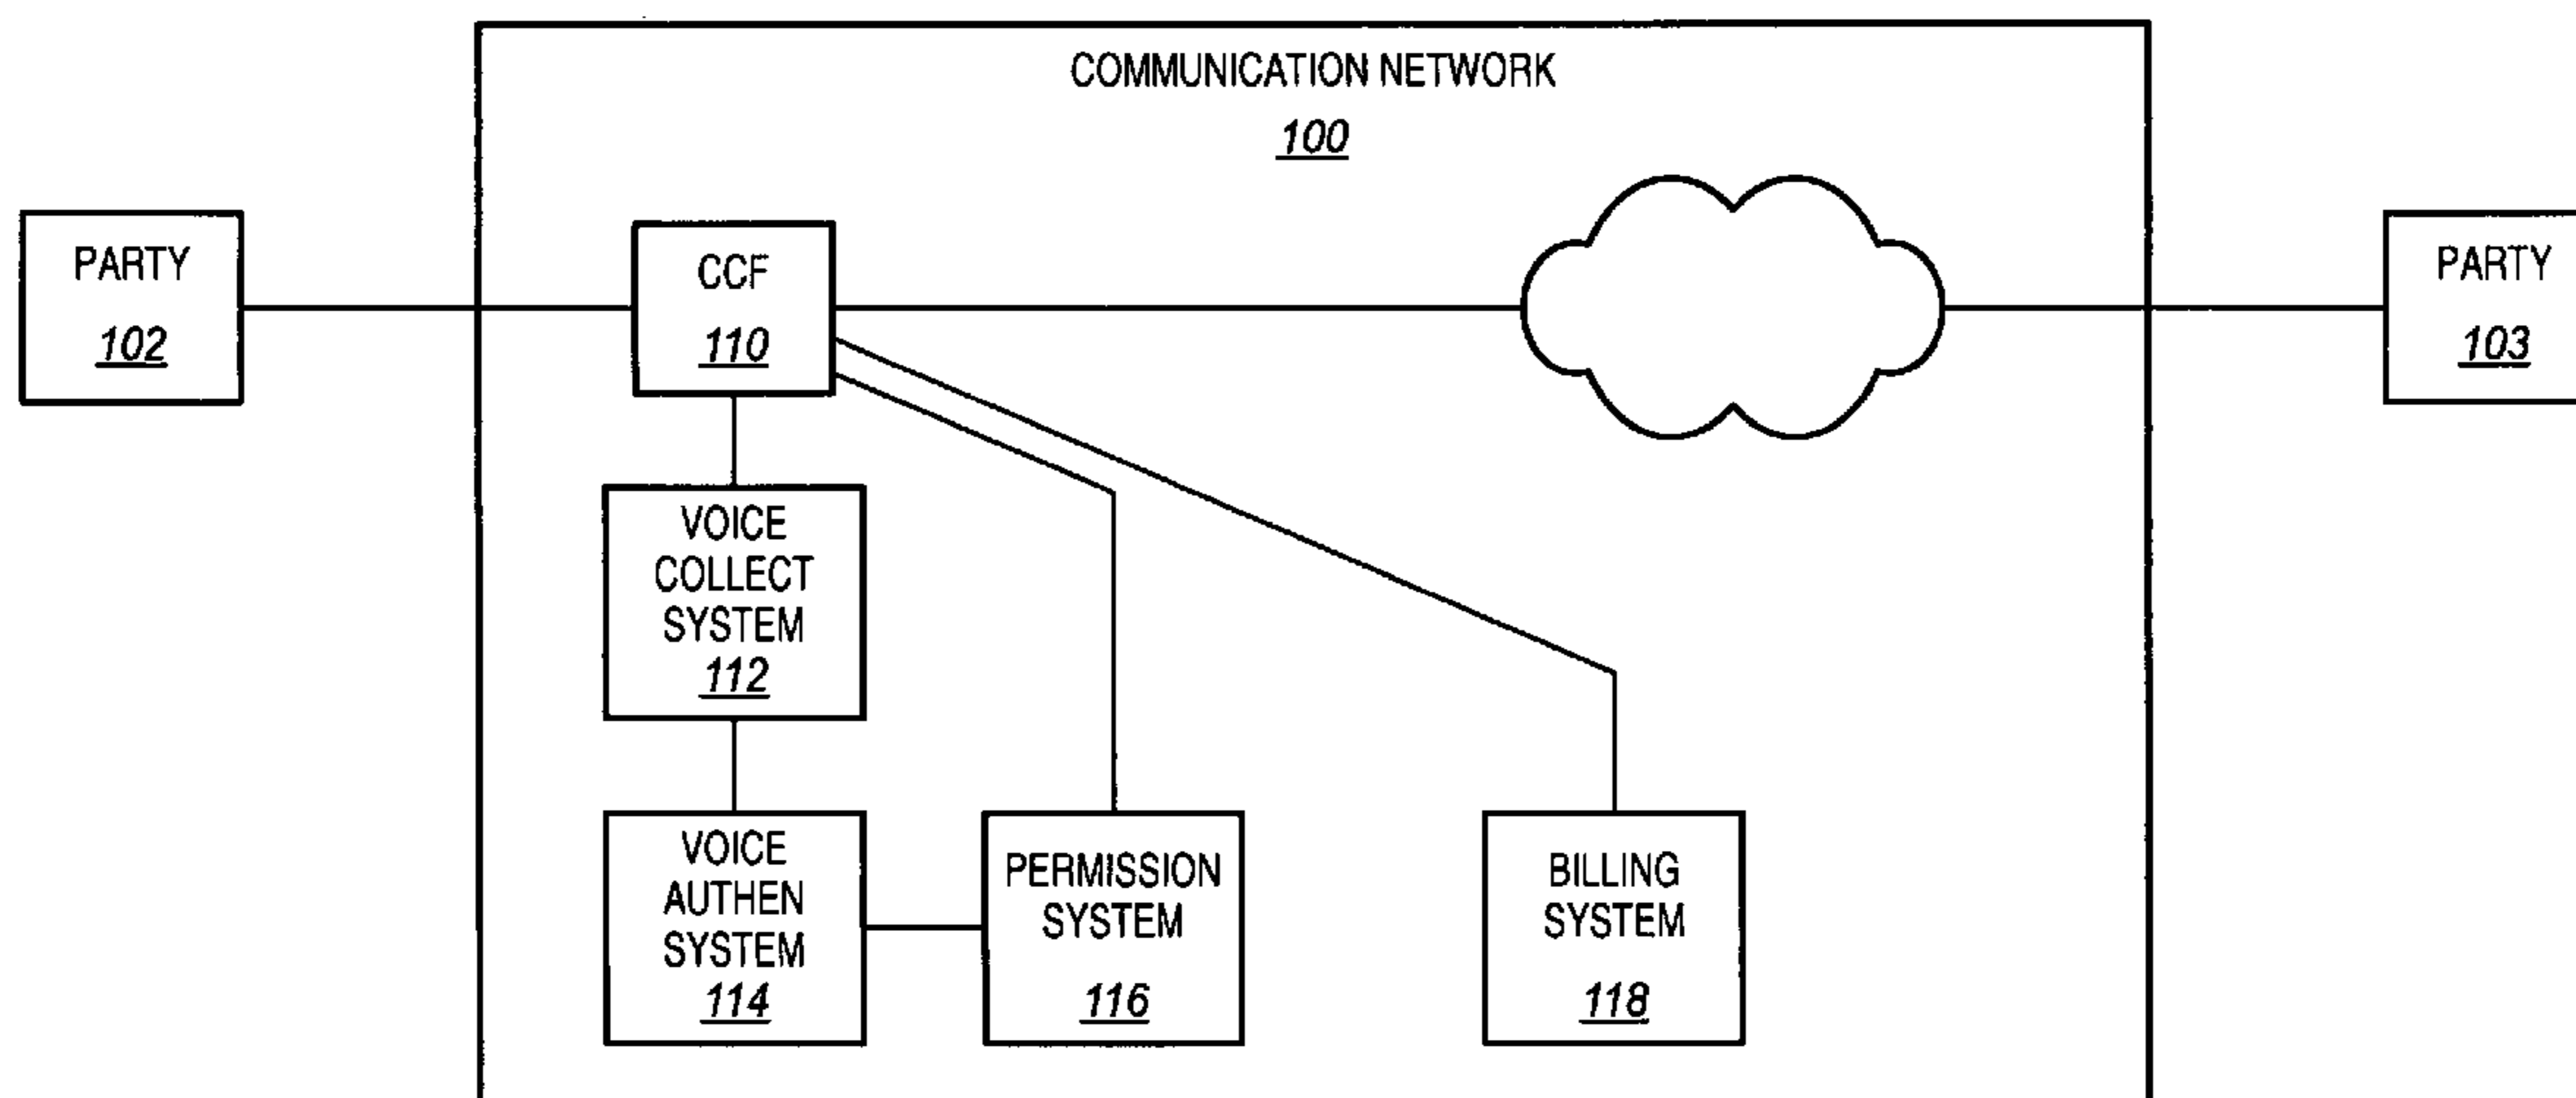 COMMUNICATION NETWORK
100
PARTY
102
CCF
110
PARTY
103
VOICE
COLLECT
SYSTEM
112
VOICE
AUTHEN
SYSTEM
114
PERMISSION
SYSTEM
116
BILLING
SYSTEM
118